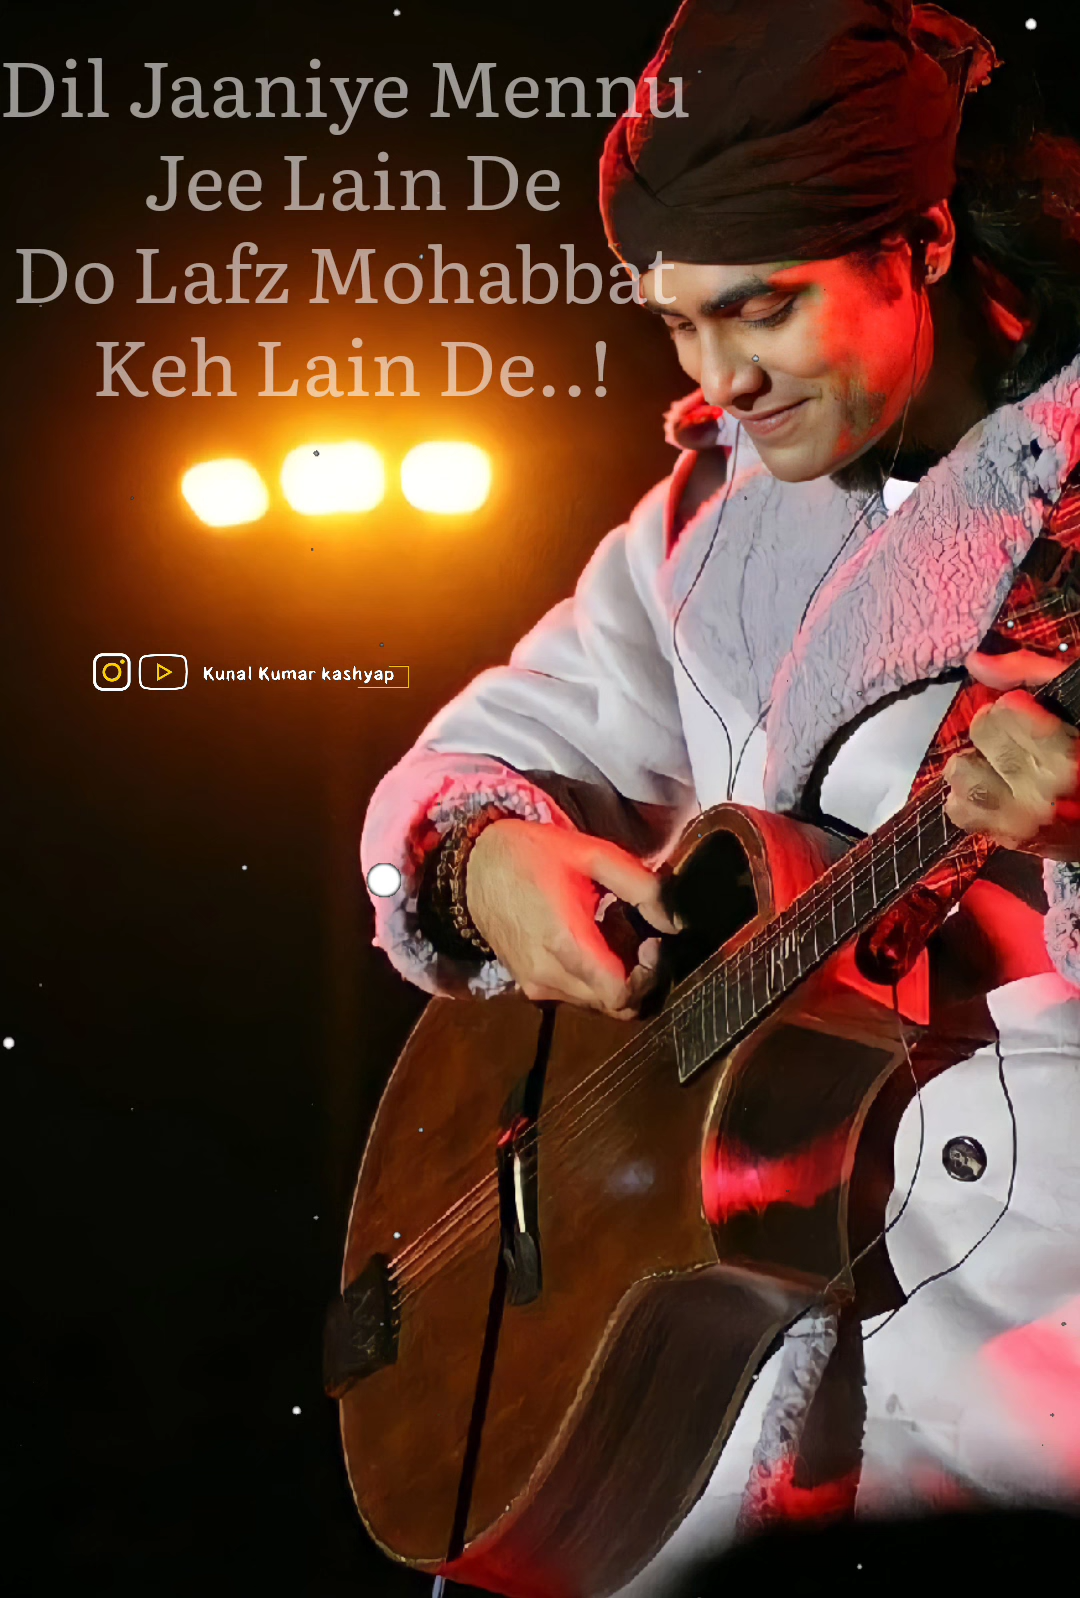 Dil Jaaniye Mennu
Jee Lain De
Do Lafz Mohabbat
Keh Lain De..!
Kunal Kumar kashyap